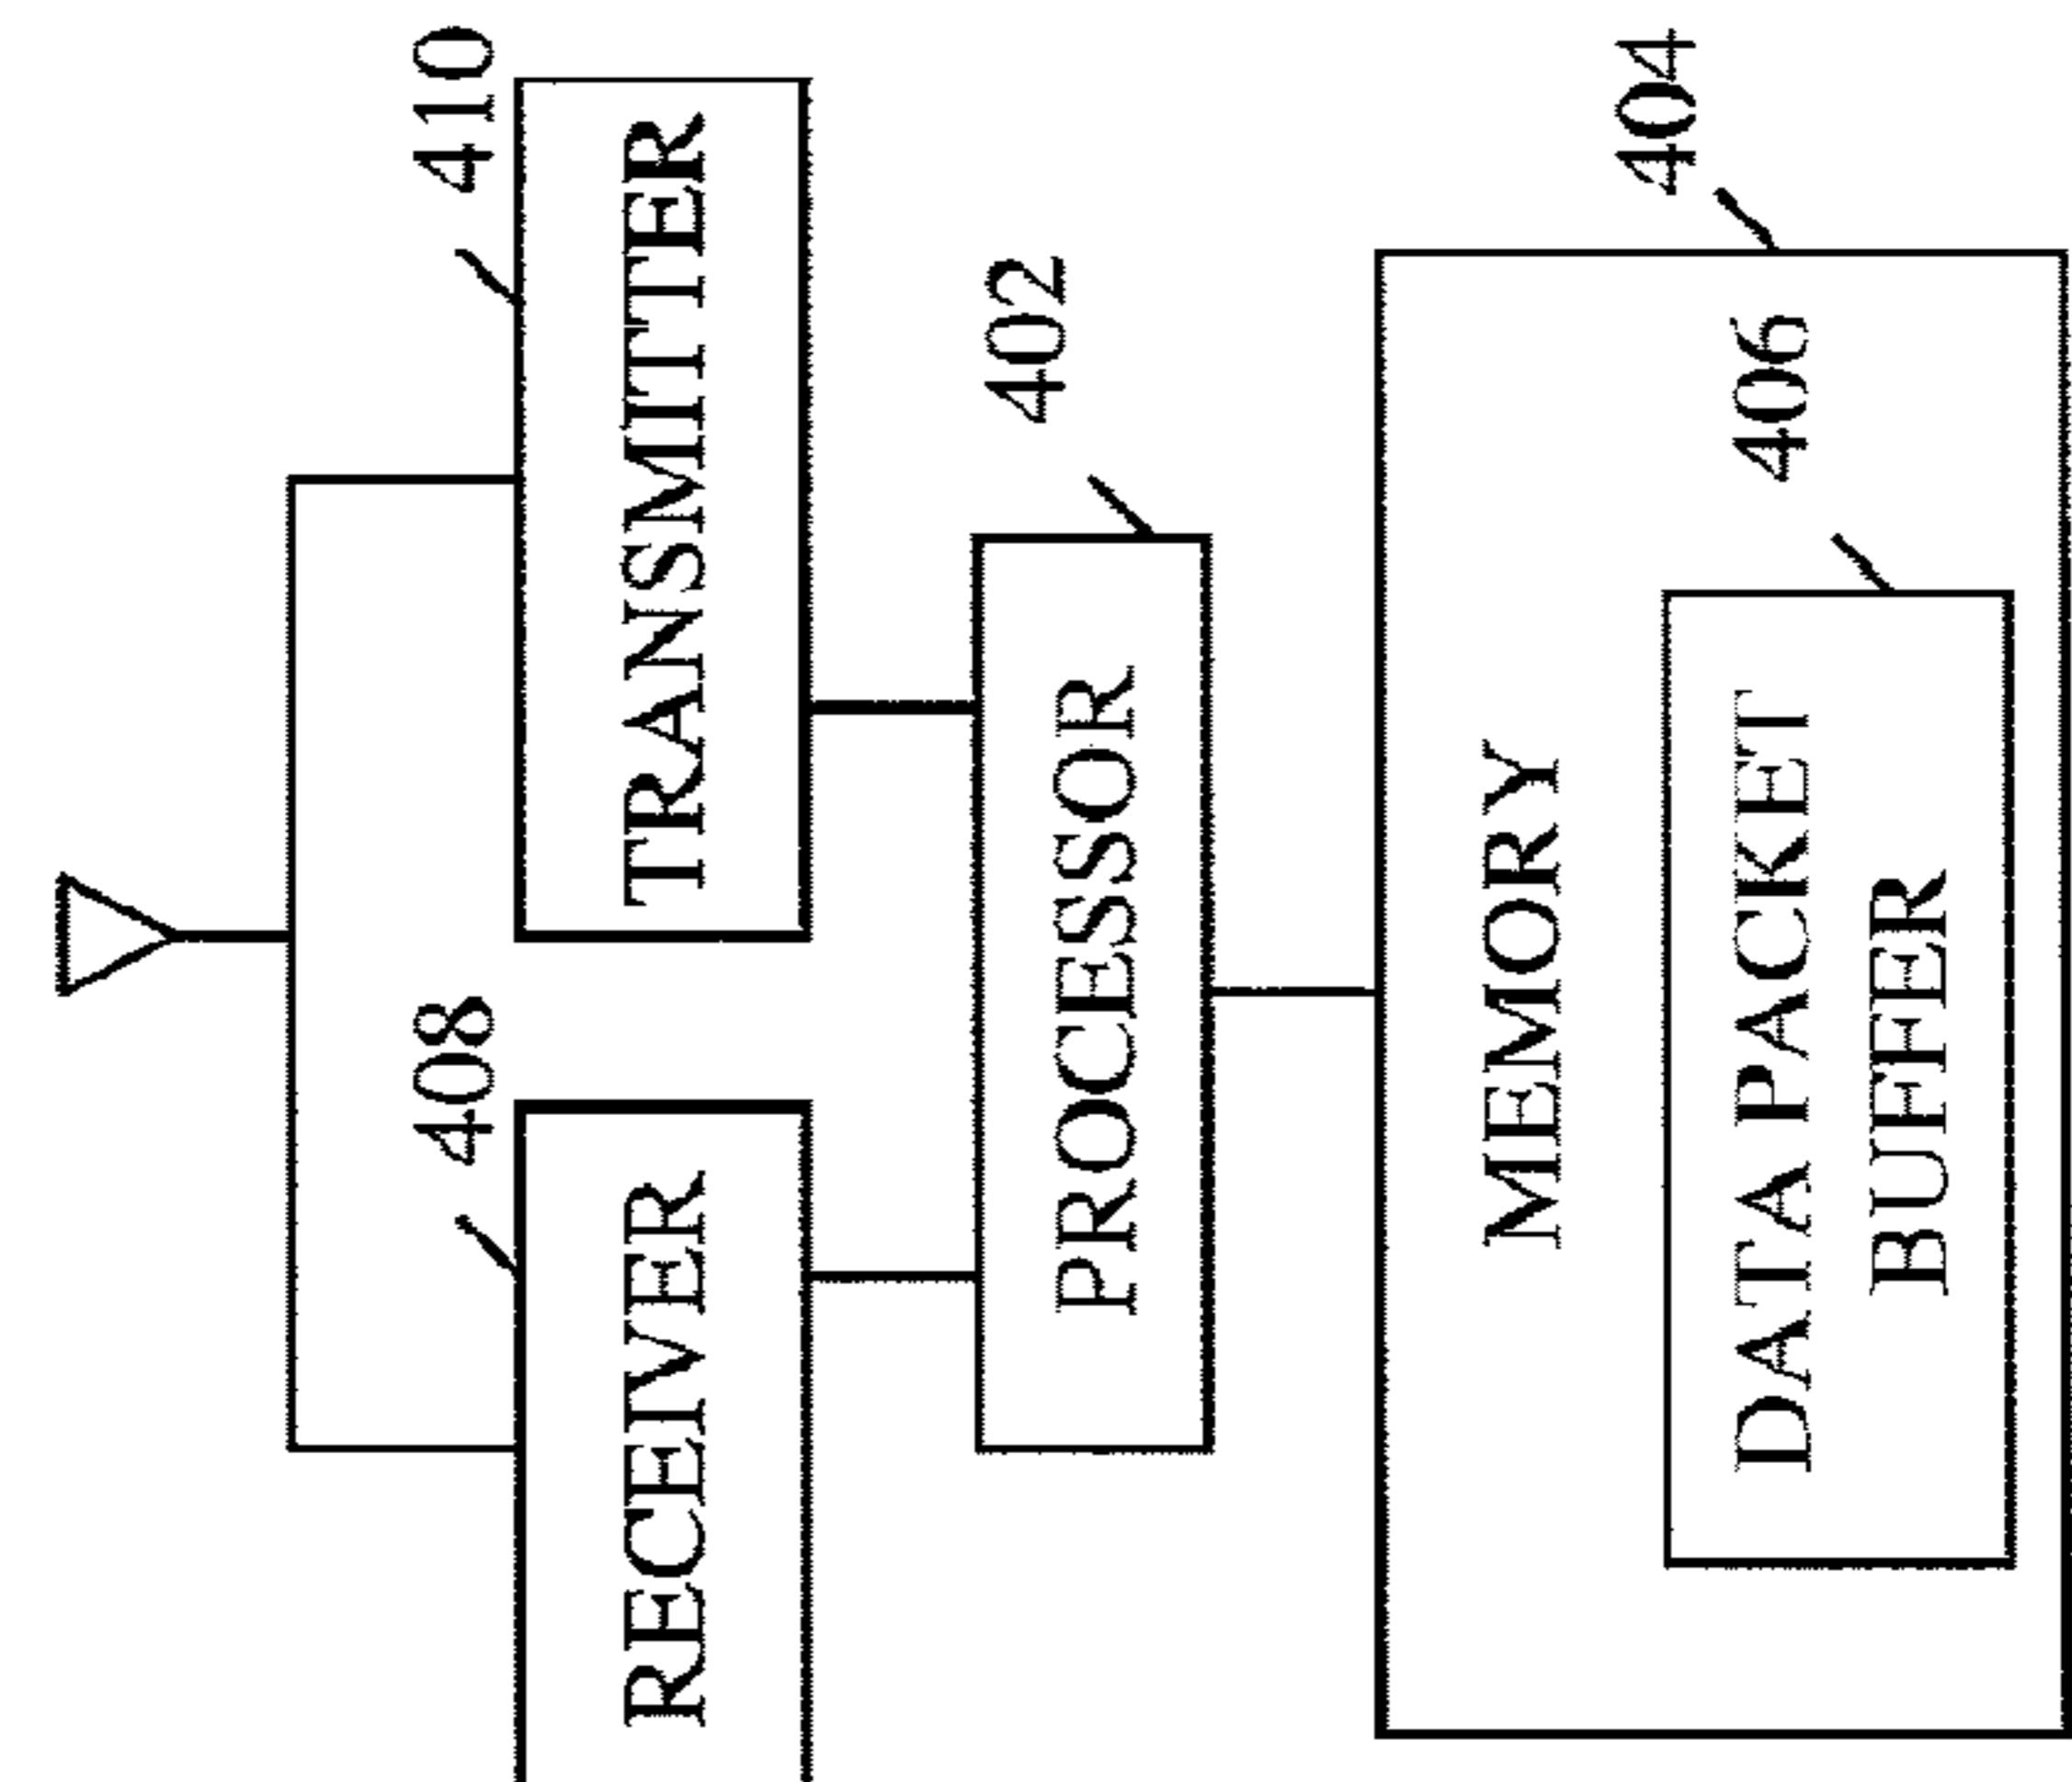 408
410
RECEIVER
TRANSMITTER
402
PROCESSOR
404
MEMORY
406
DATA PACKET
BUFFER